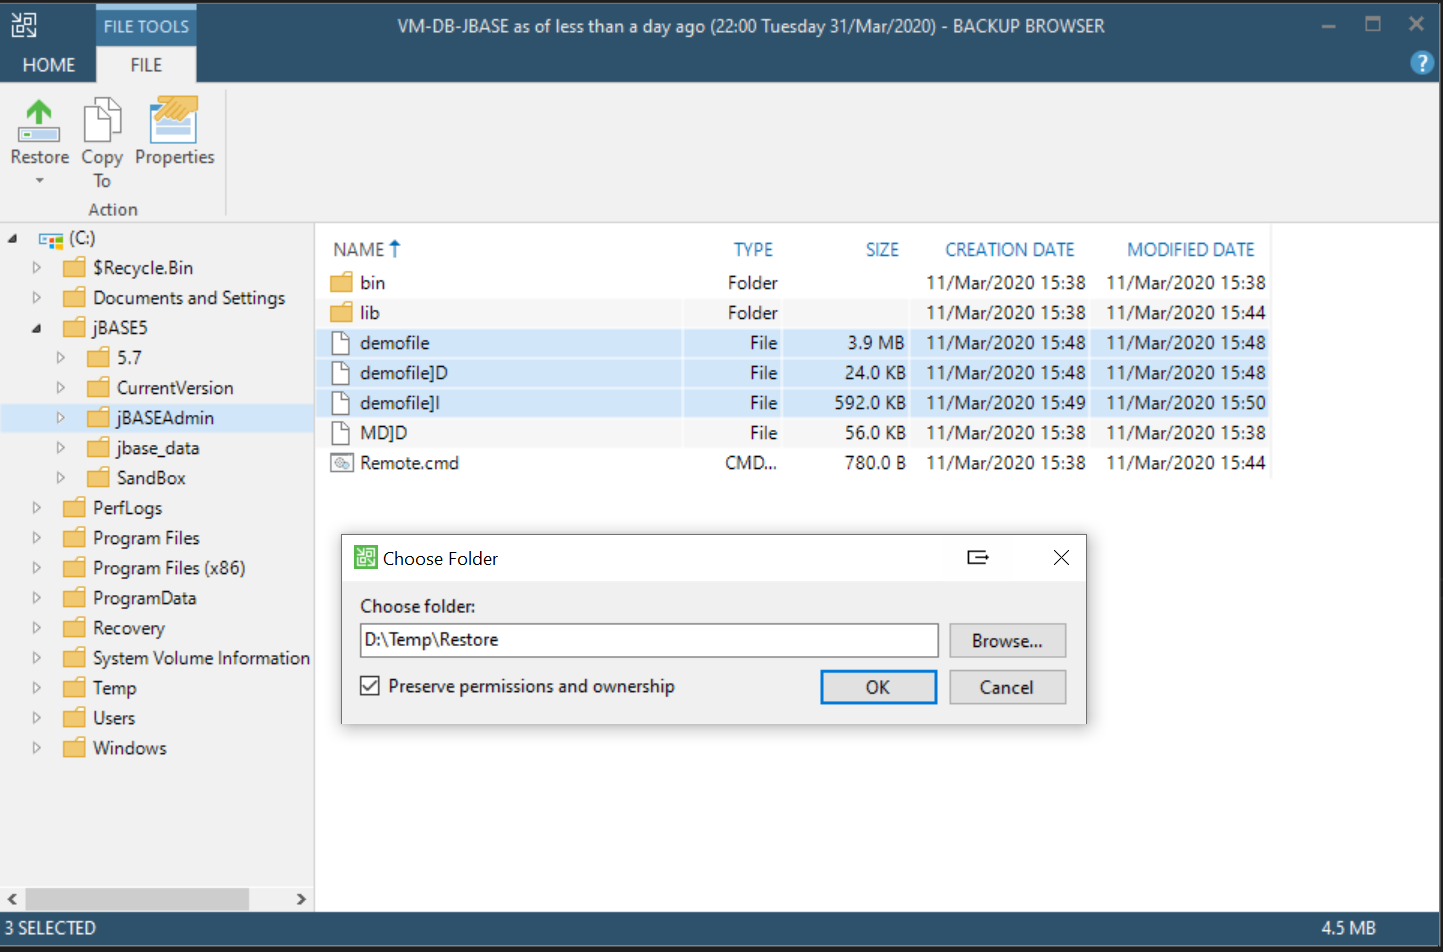 FILE TOOLS
VM-DB-JBASE as of less than a day ago (22:00 Tuesday 31/Mar/2020) - BACKUP BROWSER
HOME
FILE
?
Restore
Copy To
Properties
Action
(C:)
$Recycle.Bin
Documents and Settings
jBASE5
5.7
CurrentVersion
jBASEAdmin
jbase_data
SandBox
PerfLogs
Program Files
Program Files (x86)
ProgramData
Recovery
System Volume Information
Temp
Users
Windows
NAME TYPE SIZE CREATION DATE MODIFIED DATE
bin Folder 11/Mar/2020 15:38 11/Mar/2020 15:38
lib Folder 11/Mar/2020 15:38 11/Mar/2020 15:44
demofile File 3.9 MB 11/Mar/2020 15:48 11/Mar/2020 15:48
demofile]D File 24.0 KB 11/Mar/2020 15:48 11/Mar/2020 15:48
demofile]I File 592.0 KB 11/Mar/2020 15:49 11/Mar/2020 15:50
MD]D File 56.0 KB 11/Mar/2020 15:38 11/Mar/2020 15:38
Remote.cmd CMD... 780.0 B 11/Mar/2020 15:38 11/Mar/2020 15:44
Choose Folder
Choose folder:
D:\Temp\Restore
Browse...
Preserve permissions and ownership
OK
Cancel
3 SELECTED
4.5 MB